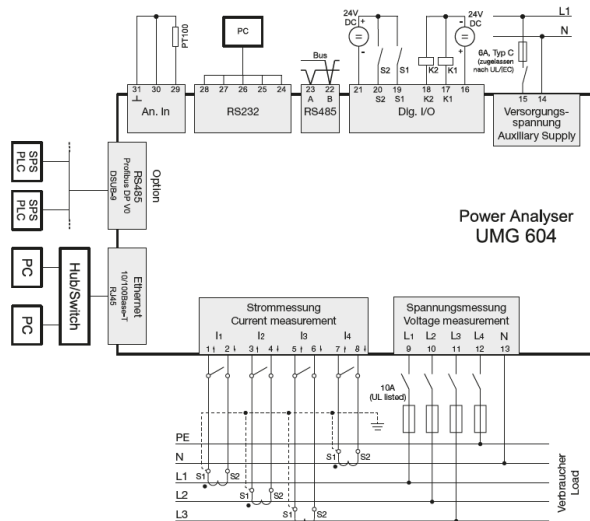 24V
DC
+
-
24V
DC
-
+
L1
N
PC
PT100
Bus
S2
S1
K2
K1
6A, Typ C
(zugelassen
nach UL/IEC)
31
30
29
28
27
26
25
24
23
22
21
20
19
18
17
16
15
14
A
B
S2
S1
K2
K1
An. In
RS232
RS485
Dig. I/O
Versorgungs-
spannung
Auxiliary Supply
SPS
PLC
SPS
PLC
RS485
Profibus DP V0
DSUB-9
Option
Power Analyser
UMG 604
PC
PC
Hub/Switch
Ethernet
10/100Base-T
RJ45
Strommessung
Current measurement
I1
I2
I3
I4
1
2
3
4
5
6
7
8
Spannungsmessung
Voltage measurement
L1
L2
L3
L4
N
9
10
11
12
13
10A
(UL listed)
PE
N
L1
L2
L3
S1
S2
S1
S2
S1
S2
S1
S2
Verbraucher
Load